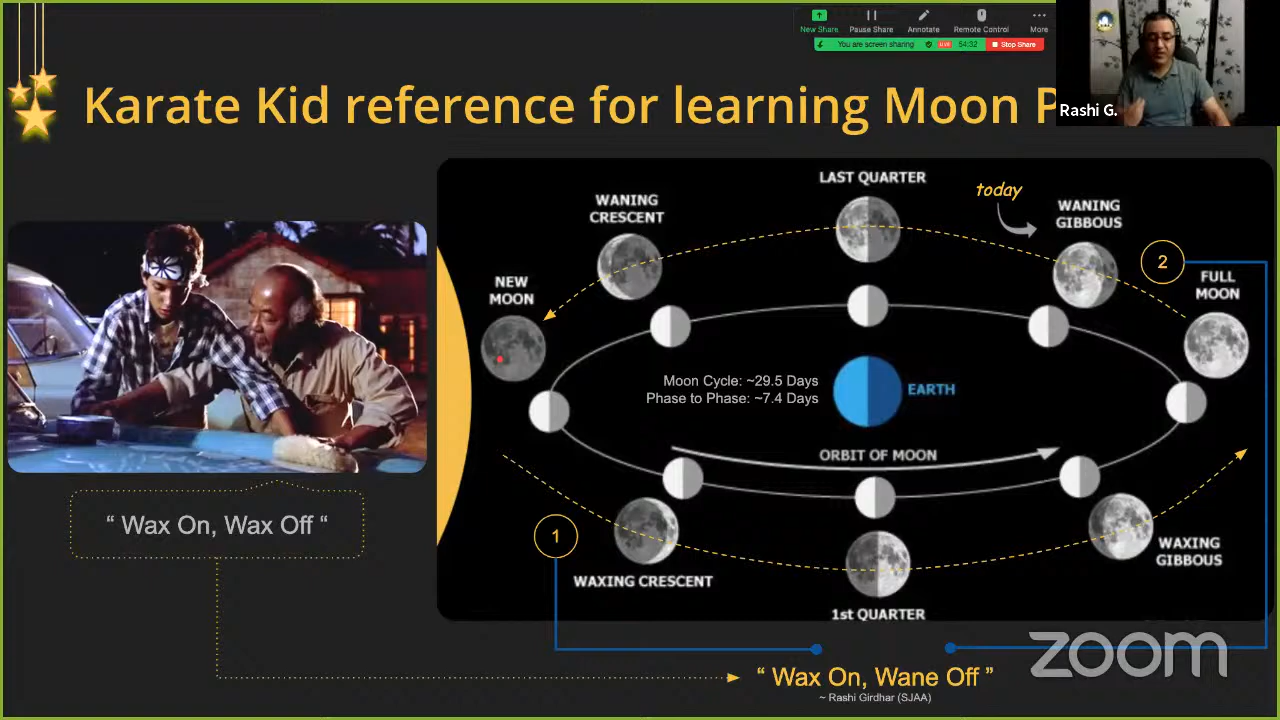 New Share
Pause Share
Annotate
Remote Control
More
You are screen sharing
LIVE
54:32
Stop Share
Rashi G.
Karate Kid reference for learning Moon P
LAST QUARTER
today
WANING
CRESCENT
WANING
GIBBOUS
2
NEW
MOON
FULL
MOON
Moon Cycle: ~29.5 Days
Phase to Phase: ~7.4 Days
EARTH
ORBIT OF MOON
“ Wax On, Wax Off “
1
WAXING CRESCENT
WAXING
GIBBOUS
1st QUARTER
zoom
“ Wax On, Wane Off ”
~ Rashi Girdhar (SJAA)